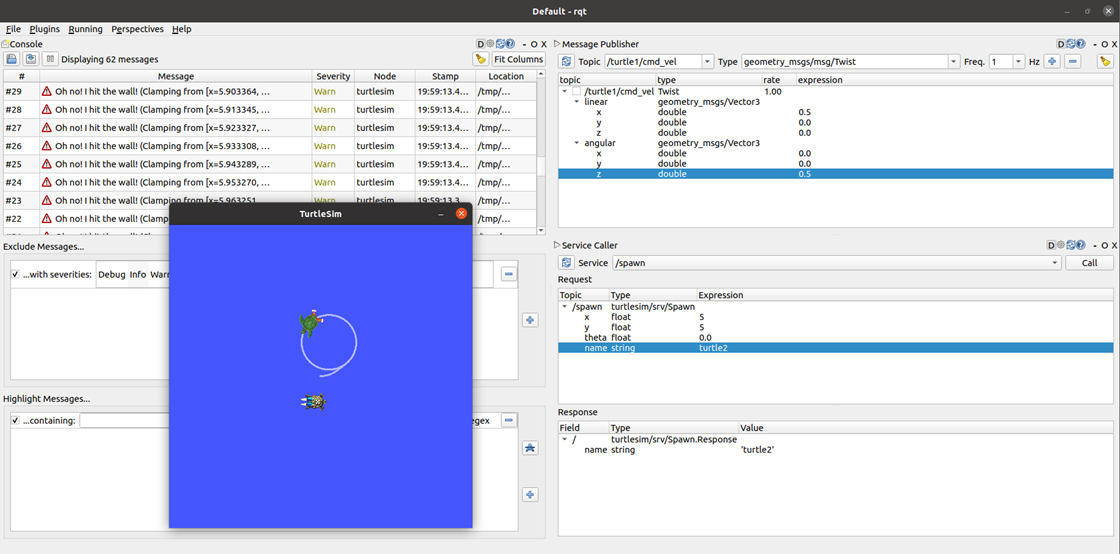 Default - rqt
File Plugins Running Perspectives Help
Console
D - O X
Displaying 62 messages
Fit Columns
# Message Severity Node Stamp Location
#29 Oh no! I hit the wall! (Clamping from [x=5.903364, ... Warn turtlesim 19:59:13.4... /tmp/...
#28 Oh no! I hit the wall! (Clamping from [x=5.913345, ... Warn turtlesim 19:59:13.4... /tmp/...
#27 Oh no! I hit the wall! (Clamping from [x=5.923327, ... Warn turtlesim 19:59:13.4... /tmp/...
#26 Oh no! I hit the wall! (Clamping from [x=5.933308, ... Warn turtlesim 19:59:13.4... /tmp/...
#25 Oh no! I hit the wall! (Clamping from [x=5.943289, ... Warn turtlesim 19:59:13.4... /tmp/...
#24 Oh no! I hit the wall! (Clamping from [x=5.953270, ... Warn turtlesim 19:59:13.4... /tmp/...
#23 Oh no! I hit the wall! (Clamping from [x=5.963251, ... Warn turtlesim 19:59:13.3... /tmp/...
#22 /tmp/...
TurtleSim
Exclude Messages...
...with severities: Debug Info Warn
Highlight Messages...
...containing:
egex
Message Publisher
D - O X
Topic /turtle1/cmd_vel Type geometry_msgs/msg/Twist Freq. 1 Hz
topic type rate expression
/turtle1/cmd_vel Twist 1.00
linear geometry_msgs/Vector3
x double 0.5
y double 0.0
z double 0.0
angular geometry_msgs/Vector3
x double 0.0
y double 0.0
z double 0.5
Service Caller
D - O X
Service /spawn Call
Request
Topic Type Expression
/spawn turtlesim/srv/Spawn
x float 5
y float 5
theta float 0.0
name string turtle2
Response
Field Type Value
/ turtlesim/srv/Spawn.Response
name string 'turtle2'